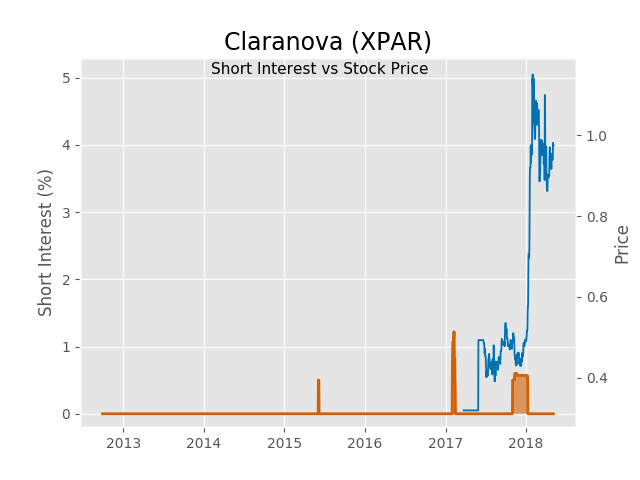 Claranova (XPAR)
Short Interest vs Stock Price
Short Interest (%)
5
4
3
2
1
0
1.0
0.8
0.6
0.4
Price
2013 2014 2015 2016 2017 2018